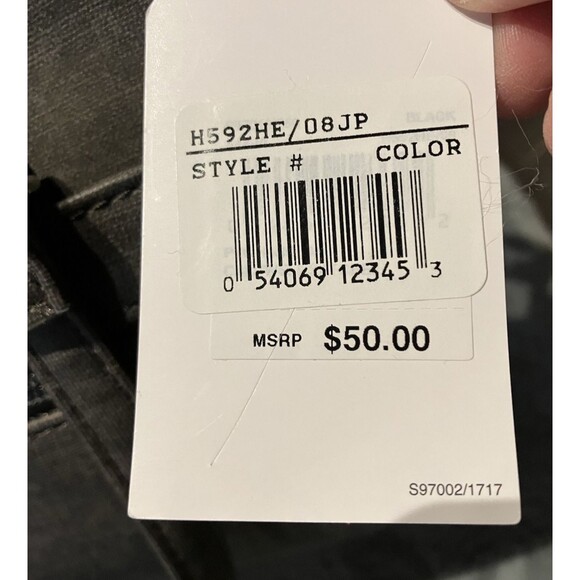 H592HE/08JP
STYLE # COLOR
BLACK
0 54069 12345 3
MSRP $50.00
S97002/1717